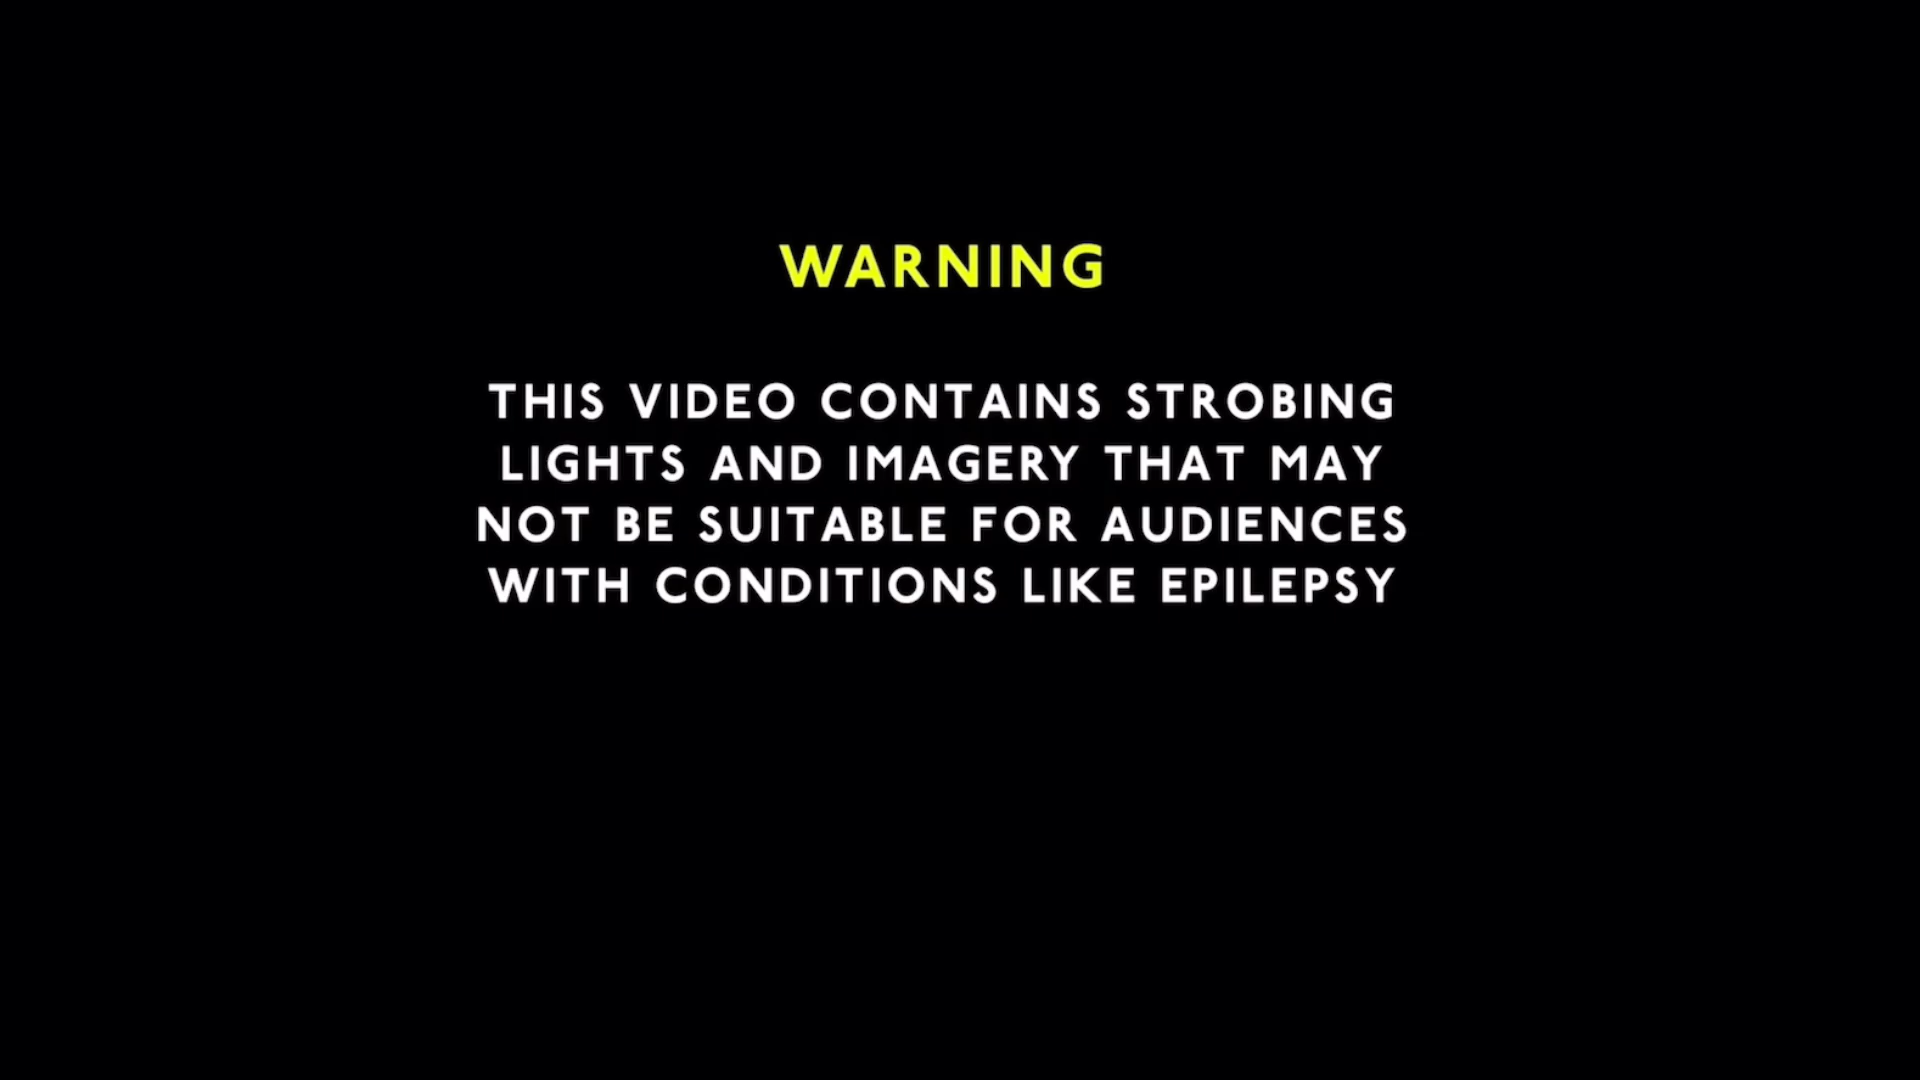 WARNING
THIS VIDEO CONTAINS STROBING
LIGHTS AND IMAGERY THAT MAY
NOT BE SUITABLE FOR AUDIENCES
WITH CONDITIONS LIKE EPILEPSY